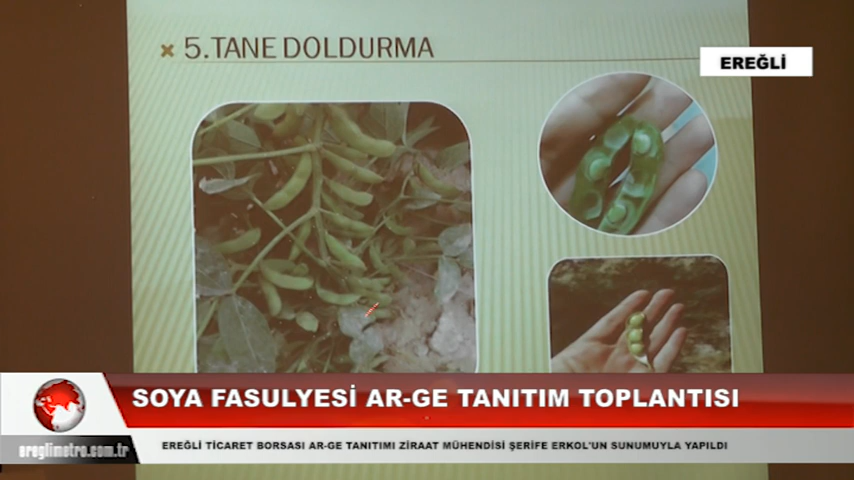 5.TANE DOLDURMA
EREĞLİ
SOYA FASULYESİ AR-GE TANITIM TOPLANTISI
EREĞLİ TİCARET BORSASI AR-GE TANITIMI ZİRAAT MÜHENDİSİ ŞERİFE ERKOL'UN SUNUMUYLA YAPILDI
ereglimetro.com.tr